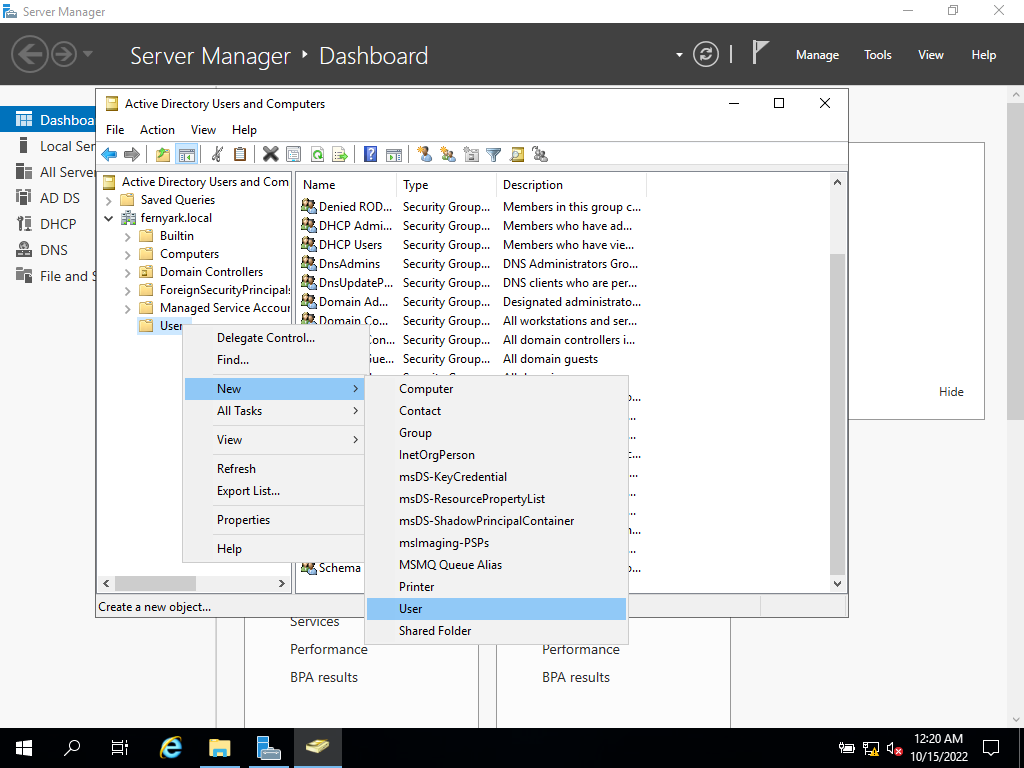 Server Manager
Server Manager Dashboard
Manage Tools View Help
Dashboa
Local Ser
All Server
AD DS
DHCP
DNS
File and S
Active Directory Users and Computers
File Action View Help
Active Directory Users and Com
Saved Queries
fernyark.local
Builtin
Computers
Domain Controllers
ForeignSecurityPrincipals
Managed Service Accour
User
Name Type Description
Denied ROD... Security Group... Members in this group c...
DHCP Admi... Security Group... Members who have ad...
DHCP Users Security Group... Members who have vie...
DnsAdmins Security Group... DNS Administrators Gro...
DnsUpdateP... Security Group... DNS clients who are per...
Domain Ad... Security Group... Designated administrato...
Domain Co... Security Group... All workstations and ser...
Con... Security Group... All domain controllers i...
Gue... Security Group... All domain guests
Schema
Delegate Control...
Find...
New
All Tasks
View
Refresh
Export List...
Properties
Help
Computer
Contact
Group
InetOrgPerson
msDS-KeyCredential
msDS-ResourcePropertyList
msDS-ShadowPrincipalContainer
msImaging-PSPs
MSMQ Queue Alias
Printer
User
Shared Folder
Hide
Create a new object...
Services
Performance
BPA results
Performance
BPA results
12:20 AM
10/15/2022